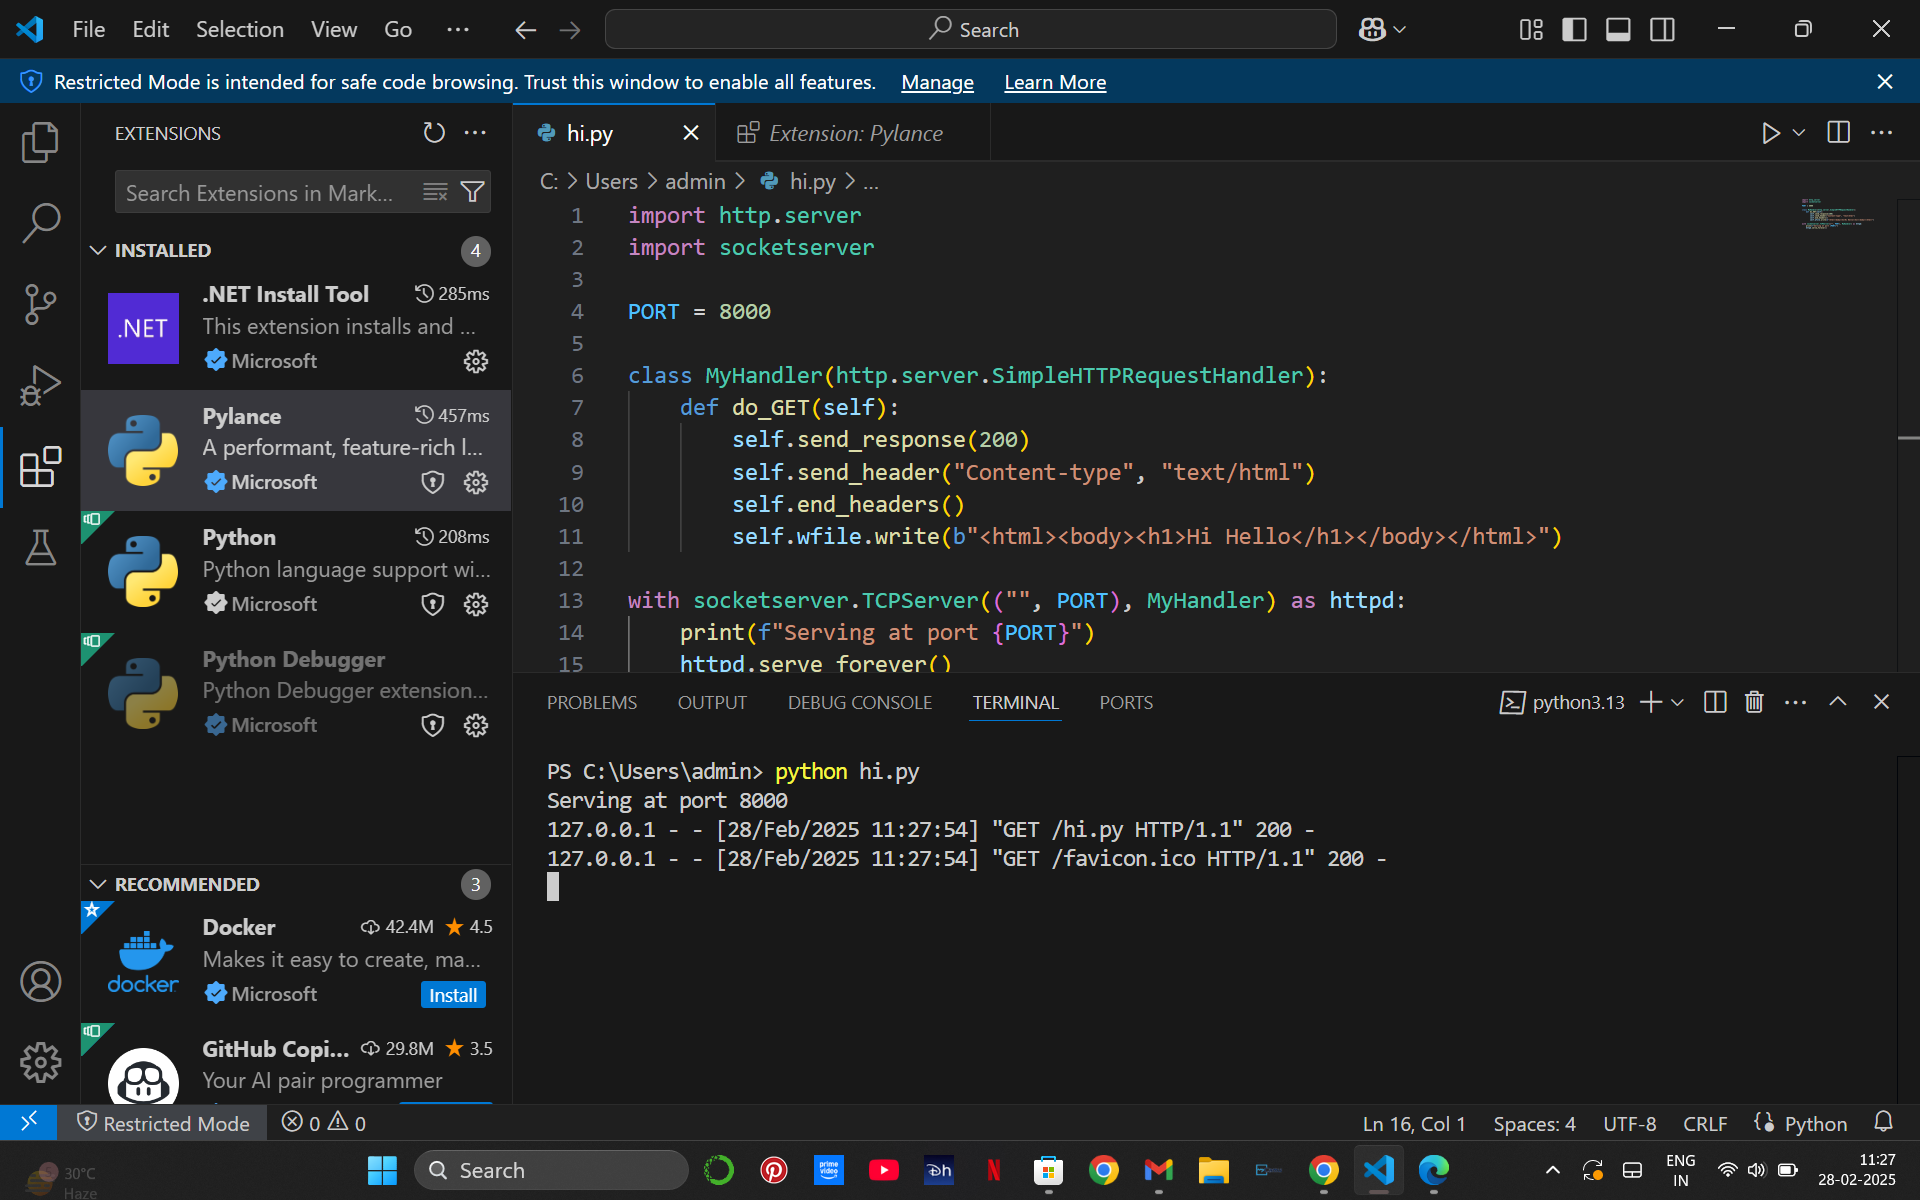 File Edit Selection View Go ··· Search
Restricted Mode is intended for safe code browsing. Trust this window to enable all features. Manage Learn More
EXTENSIONS
Search Extensions in Mark...
INSTALLED 4
.NET
.NET Install Tool 285ms
This extension installs and ...
Microsoft
Pylance 457ms
A performant, feature-rich l...
Microsoft
Python 208ms
Python language support wi...
Microsoft
Python Debugger
Python Debugger extension...
Microsoft
RECOMMENDED 3
Docker 42.4M 4.5
docker
Makes it easy to create, ma...
Microsoft Install
GitHub Copi... 29.8M 3.5
Your AI pair programmer
hi.py Extension: Pylance
C: > Users > admin > hi.py > ...
1 import http.server
2 import socketserver
3
4 PORT = 8000
5
6 class MyHandler(http.server.SimpleHTTPRequestHandler):
7 def do_GET(self):
8 self.send_response(200)
9 self.send_header("Content-type", "text/html")
10 self.end_headers()
11 self.wfile.write(b"<html><body><h1>Hi Hello</h1></body></html>")
12
13 with socketserver.TCPServer(("", PORT), MyHandler) as httpd:
14 print(f"Serving at port {PORT}")
15 httpd.serve_forever()
PROBLEMS OUTPUT DEBUG CONSOLE TERMINAL PORTS python3.13
PS C:\Users\admin> python hi.py
Serving at port 8000
127.0.0.1 - - [28/Feb/2025 11:27:54] "GET /hi.py HTTP/1.1" 200 -
127.0.0.1 - - [28/Feb/2025 11:27:54] "GET /favicon.ico HTTP/1.1" 200 -
Restricted Mode 0 0 Ln 16, Col 1 Spaces: 4 UTF-8 CRLF Python
30°C
Haze
Search
prime video
ENG
IN
11:27
28-02-2025